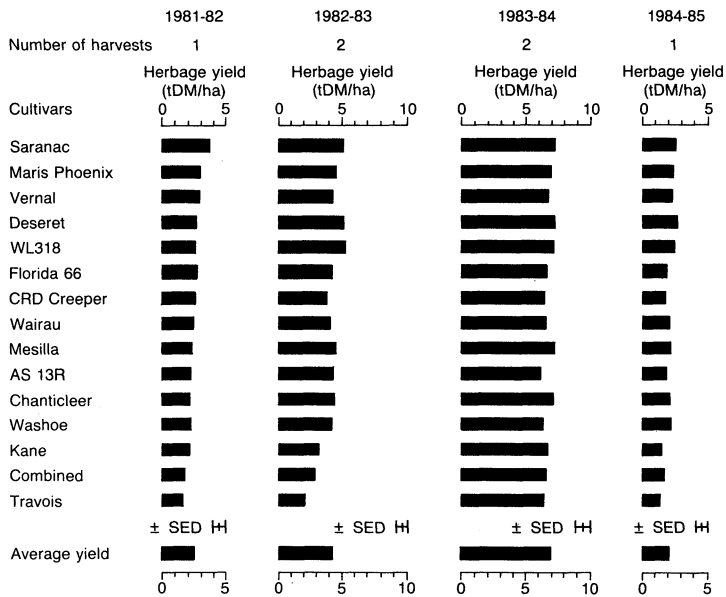 1981-82 1982-83 1983-84 1984-85
Number of harvests 1 2 2 1
Herbage yield Herbage yield Herbage yield Herbage yield
(tDM/ha) (tDM/ha) (tDM/ha) (tDM/ha)
Cultivars 0 5 0 5 10 0 5 10 0 5
Saranac
Maris Phoenix
Vernal
Deseret
WL318
Florida 66
CRD Creeper
Wairau
Mesilla
AS 13R
Chanticleer
Washoe
Kane
Combined
Travois
± SED ± SED ± SED ± SED
Average yield
0 5 0 5 10 0 5 10 0 5